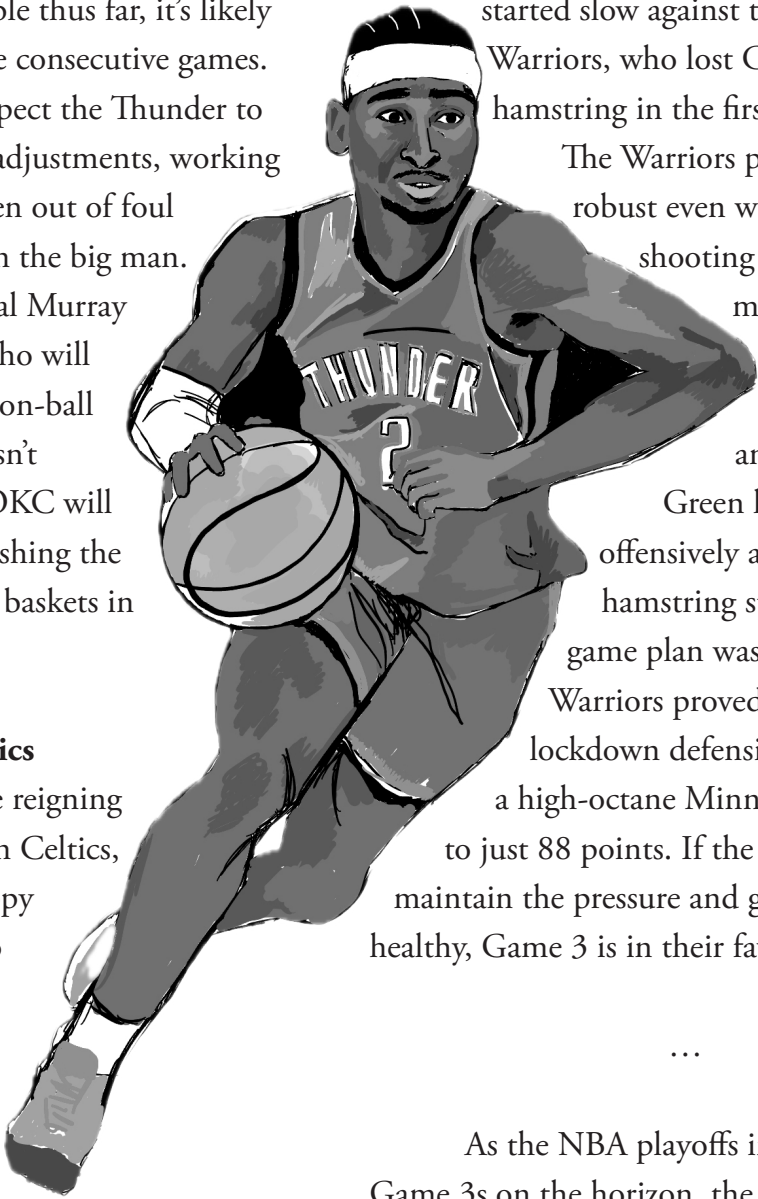 ble thus far, it’s likely
e consecutive games.
pect the Thunder to
adjustments, working
en out of foul
n the big man.
al Murray
ho will
on-ball
sn’t
OKC will
shing the
baskets in
ics
e reigning
n Celtics,
py
THUNDER
2
started slow against t
Warriors, who lost
hamstring in the firs
The Warriors p
robust even w
shooting
m
an
Green
offensively a
hamstring
game plan was
Warriors proved
lockdown defensi
a high-octane Minn
to just 88 points. If the
maintain the pressure and g
healthy, Game 3 is in their fa
…
As the NBA playoffs
Game 3s on the horizon, the